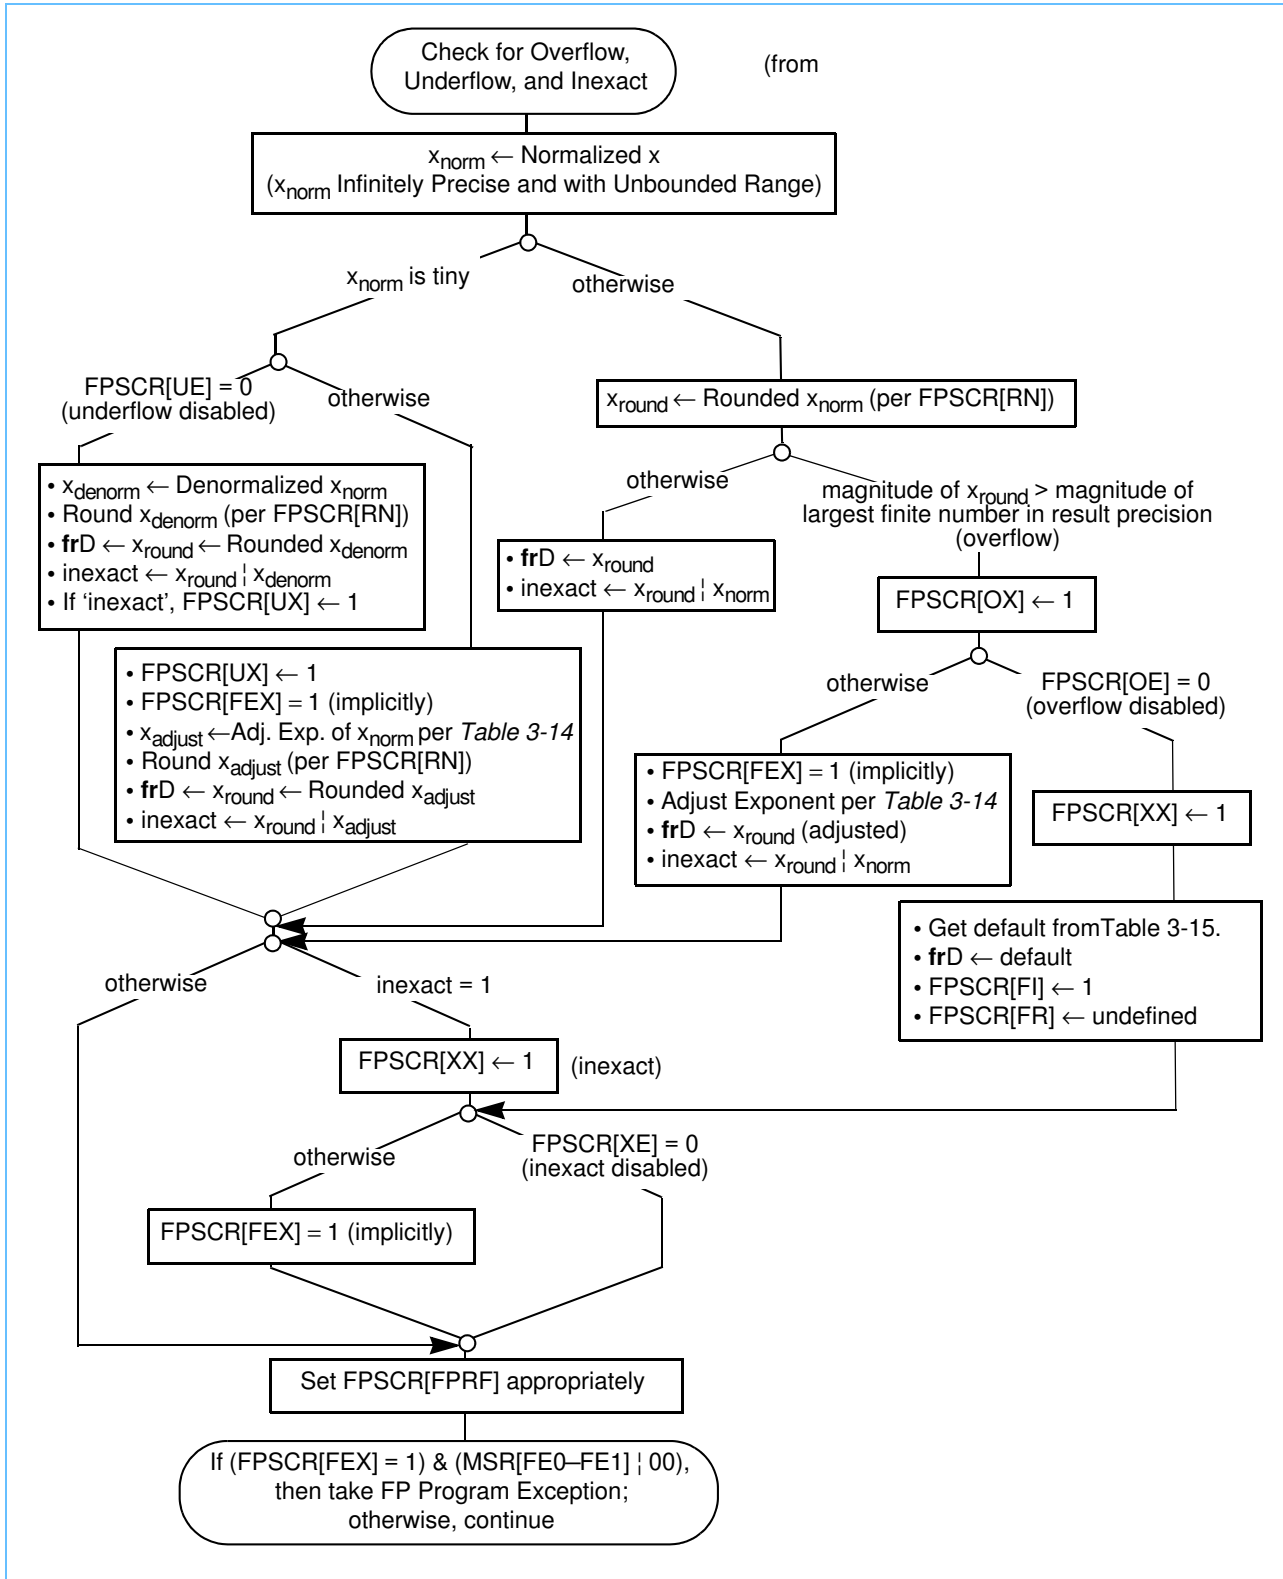 Check for Overflow,
Underflow, and Inexact
(from
xnorm ← Normalized x
(xnorm Infinitely Precise and with Unbounded Range)
xnorm is tiny
otherwise
FPSCR[UE] = 0
(underflow disabled)
otherwise
xround ← Rounded xnorm (per FPSCR[RN])
• xdenorm ← Denormalized xnorm
• Round xdenorm (per FPSCR[RN])
• frD ← xround ← Rounded xdenorm
• inexact ← xround ¦ xdenorm
• If ‘inexact’, FPSCR[UX] ← 1
otherwise
magnitude of xround > magnitude of
largest finite number in result precision
(overflow)
• frD ← xround
• inexact ← xround ¦ xnorm
FPSCR[OX] ← 1
• FPSCR[UX] ← 1
• FPSCR[FEX] = 1 (implicitly)
• xadjust ←Adj. Exp. of xnorm per Table 3-14
• Round xadjust (per FPSCR[RN])
• frD ← xround ← Rounded xadjust
• inexact ← xround ¦ xadjust
otherwise
FPSCR[OE] = 0
(overflow disabled)
• FPSCR[FEX] = 1 (implicitly)
• Adjust Exponent per Table 3-14
• frD ← xround (adjusted)
• inexact ← xround ¦ xnorm
FPSCR[XX] ← 1
• Get default fromTable 3-15.
• frD ← default
• FPSCR[FI] ← 1
• FPSCR[FR] ← undefined
otherwise
inexact = 1
FPSCR[XX] ← 1
(inexact)
otherwise
FPSCR[XE] = 0
(inexact disabled)
FPSCR[FEX] = 1 (implicitly)
Set FPSCR[FPRF] appropriately
If (FPSCR[FEX] = 1) & (MSR[FE0–FE1] ¦ 00),
then take FP Program Exception;
otherwise, continue